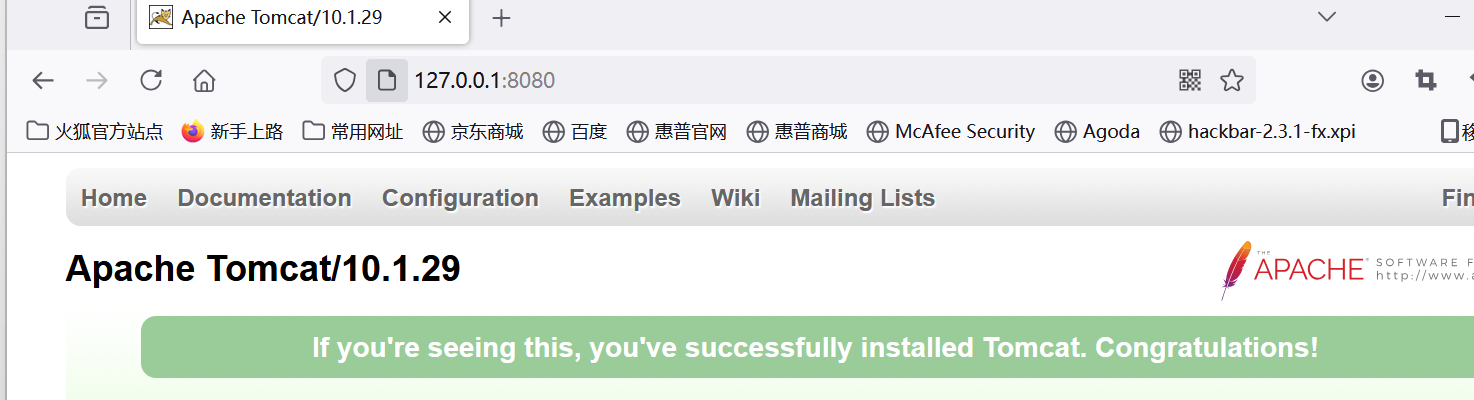 Apache Tomcat/10.1.29
127.0.0.1:8080
火狐官方站点 新手上路 常用网址 京东商城 百度 惠普官网 惠普商城 McAfee Security Agoda hackbar-2.3.1-fx.xpi
Home Documentation Configuration Examples Wiki Mailing Lists
Apache Tomcat/10.1.29
THE
APACHE® SOFTWARE
http://www.
If you're seeing this, you've successfully installed Tomcat. Congratulations!